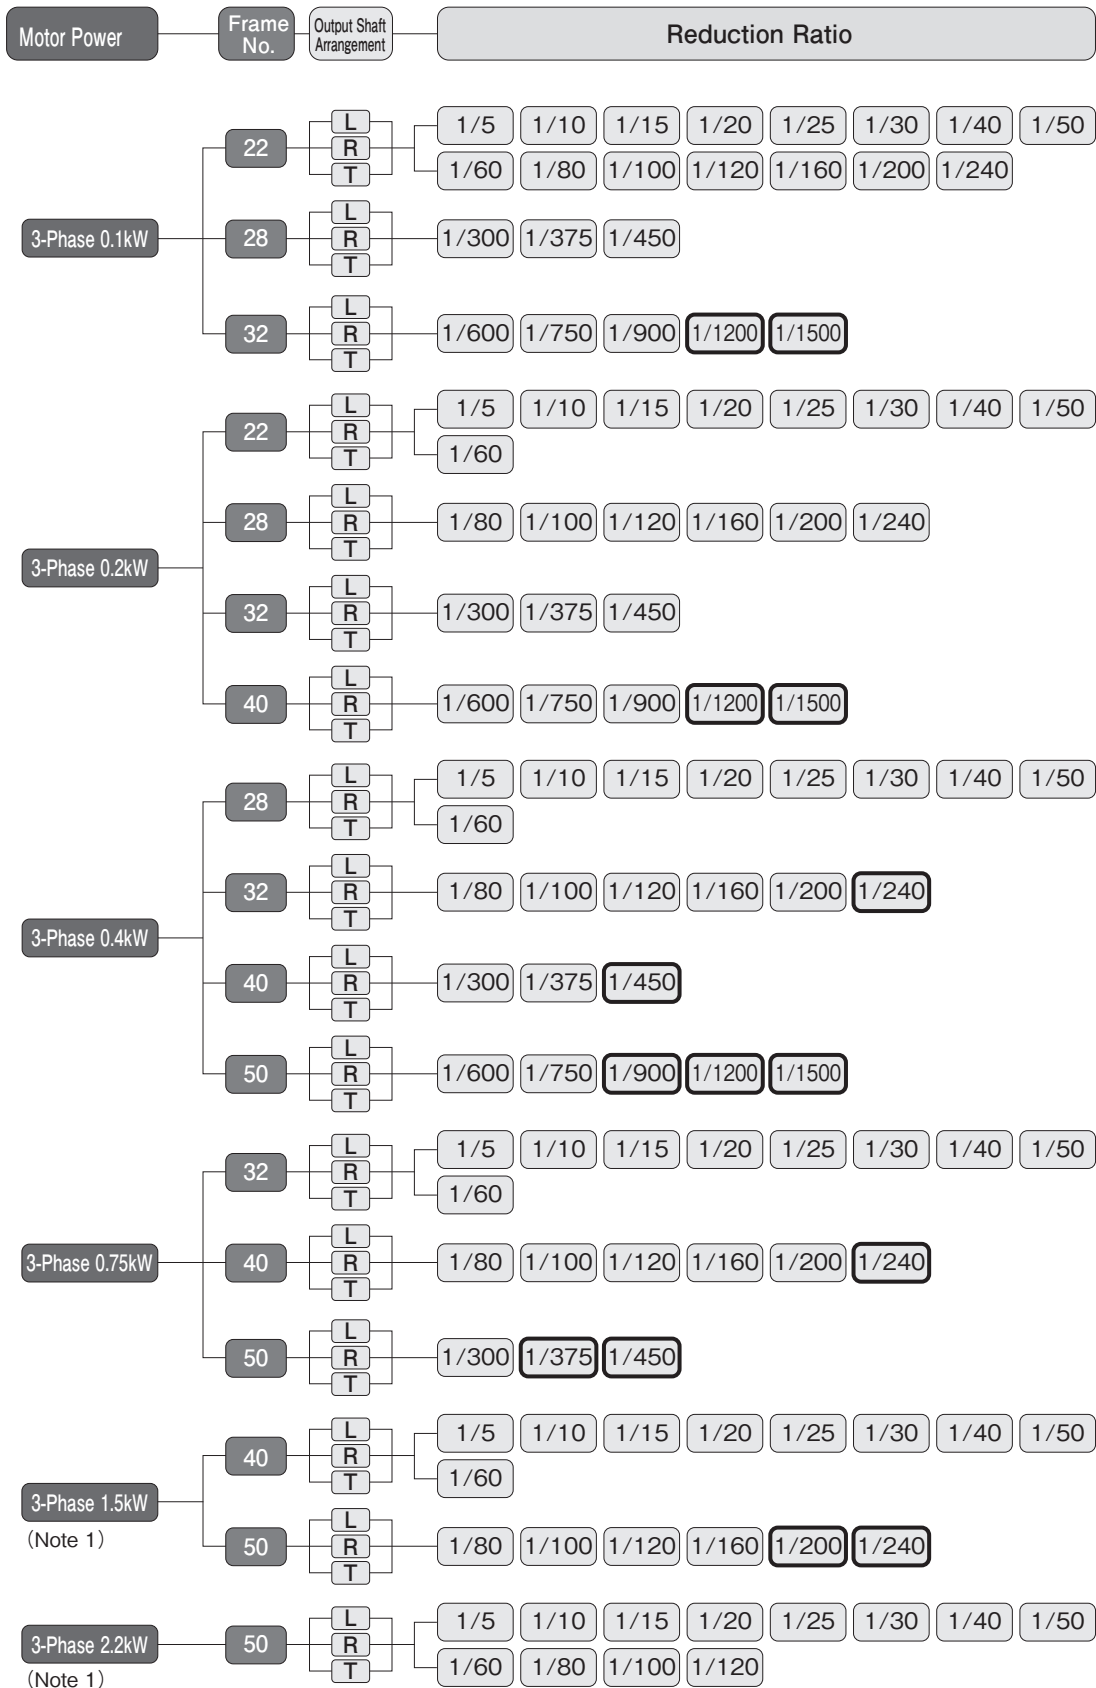 Motor Power Frame No. Output Shaft Arrangement Reduction Ratio
L
1/5 1/10 1/15 1/20 1/25 1/30 1/40 1/50
22 R
T
1/60 1/80 1/100 1/120 1/160 1/200 1/240
L
3-Phase 0.1kW 28 R 1/300 1/375 1/450
T
L
32 R 1/600 1/750 1/900 1/1200 1/1500
T
L
1/5 1/10 1/15 1/20 1/25 1/30 1/40 1/50
22 R
T
1/60
L
28 R 1/80 1/100 1/120 1/160 1/200 1/240
T
3-Phase 0.2kW
L
32 R 1/300 1/375 1/450
T
L
40 R 1/600 1/750 1/900 1/1200 1/1500
T
L
1/5 1/10 1/15 1/20 1/25 1/30 1/40 1/50
28 R
T
1/60
L
32 R 1/80 1/100 1/120 1/160 1/200 1/240
T
3-Phase 0.4kW
L
40 R 1/300 1/375 1/450
T
L
50 R 1/600 1/750 1/900 1/1200 1/1500
T
L
1/5 1/10 1/15 1/20 1/25 1/30 1/40 1/50
32 R
T
1/60
L
3-Phase 0.75kW 40 R 1/80 1/100 1/120 1/160 1/200 1/240
T
L
50 R 1/300 1/375 1/450
T
L
1/5 1/10 1/15 1/20 1/25 1/30 1/40 1/50
40 R
T
1/60
3-Phase 1.5kW
(Note 1)
L
50 R 1/80 1/100 1/120 1/160 1/200 1/240
T
L
1/5 1/10 1/15 1/20 1/25 1/30 1/40 1/50
3-Phase 2.2kW 50 R
T
1/60 1/80 1/100 1/120
(Note 1)